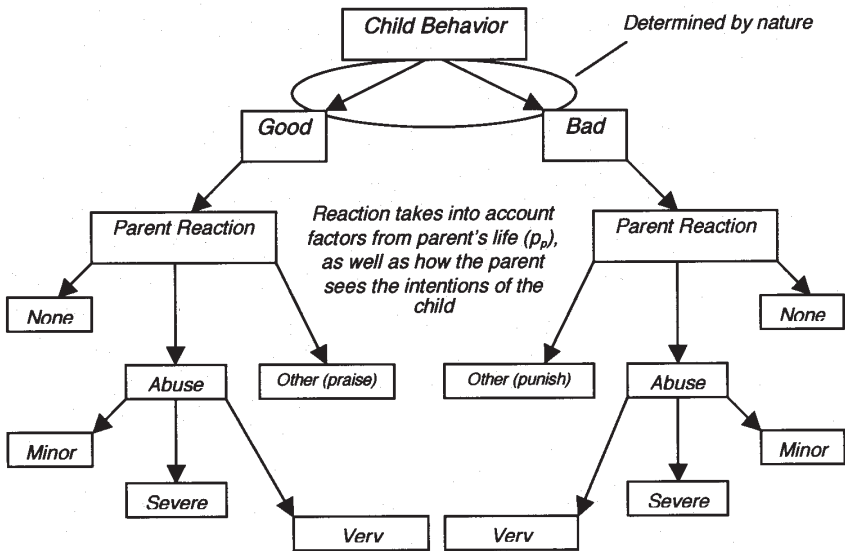 Child Behavior
Determined by nature
Good
Bad
Parent Reaction
Reaction takes into account
factors from parent's life (pp),
as well as how the parent
sees the intentions of the
child
Parent Reaction
None
None
Abuse
Other (praise)
Other (punish)
Abuse
Minor
Minor
Severe
Severe
Very
Very